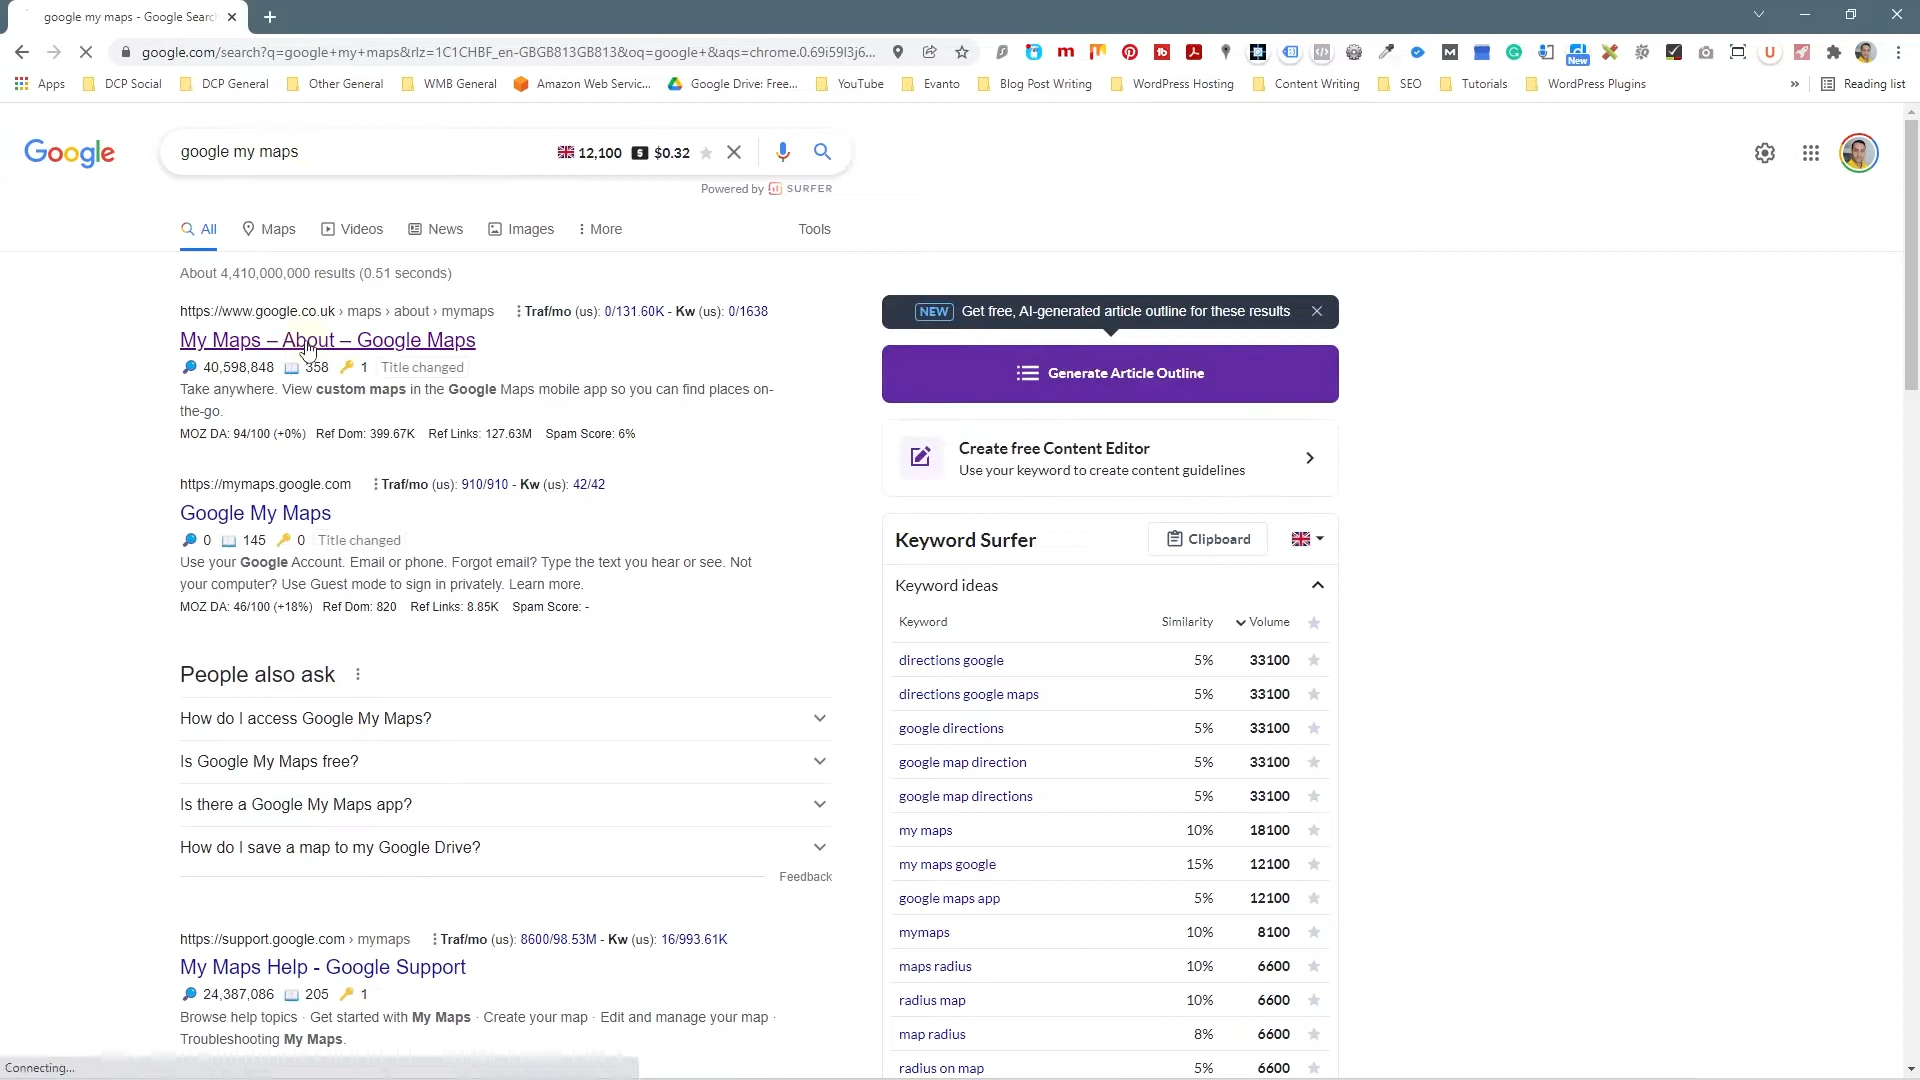 google my maps - Google Search
google.com/search?q=google+my+maps&rlz=1C1CHBF_en-GBGB813GB813&oq=google+&aqs=chrome.0.69i59l3j6...
New
Apps DCP Social DCP General Other General WMB General Amazon Web Servic... Google Drive: Free... YouTube Evanto Blog Post Writing WordPress Hosting Content Writing SEO Tutorials WordPress Plugins » Reading list
Google google my maps 12,100 $0.32
Powered by SURFER
All Maps Videos News Images More Tools
About 4,410,000,000 results (0.51 seconds)
https://www.google.co.uk › maps › about › mymaps Traf/mo (us): 0/131.60K - Kw (us): 0/1638
My Maps – About – Google Maps
40,598,848 358 1 Title changed
Take anywhere. View custom maps in the Google Maps mobile app so you can find places on-
the-go.
MOZ DA: 94/100 (+0%) Ref Dom: 399.67K Ref Links: 127.63M Spam Score: 6%
https://mymaps.google.com Traf/mo (us): 910/910 - Kw (us): 42/42
Google My Maps
0 145 0 Title changed
Use your Google Account. Email or phone. Forgot email? Type the text you hear or see. Not
your computer? Use Guest mode to sign in privately. Learn more.
MOZ DA: 46/100 (+18%) Ref Dom: 820 Ref Links: 8.85K Spam Score: -
People also ask
How do I access Google My Maps?
Is Google My Maps free?
Is there a Google My Maps app?
How do I save a map to my Google Drive?
Feedback
https://support.google.com › mymaps Traf/mo (us): 8600/98.53M - Kw (us): 16/993.61K
My Maps Help - Google Support
24,387,086 205 1
Browse help topics · Get started with My Maps · Create your map · Edit and manage your map ·
Troubleshooting My Maps.
Connecting...
NEW Get free, AI-generated article outline for these results
Generate Article Outline
Create free Content Editor
Use your keyword to create content guidelines
Keyword Surfer Clipboard
Keyword ideas
Keyword Similarity Volume
directions google 5% 33100
directions google maps 5% 33100
google directions 5% 33100
google map direction 5% 33100
google map directions 5% 33100
my maps 10% 18100
my maps google 15% 12100
google maps app 5% 12100
mymaps 10% 8100
maps radius 10% 6600
radius map 10% 6600
map radius 8% 6600
radius on map 5% 6600